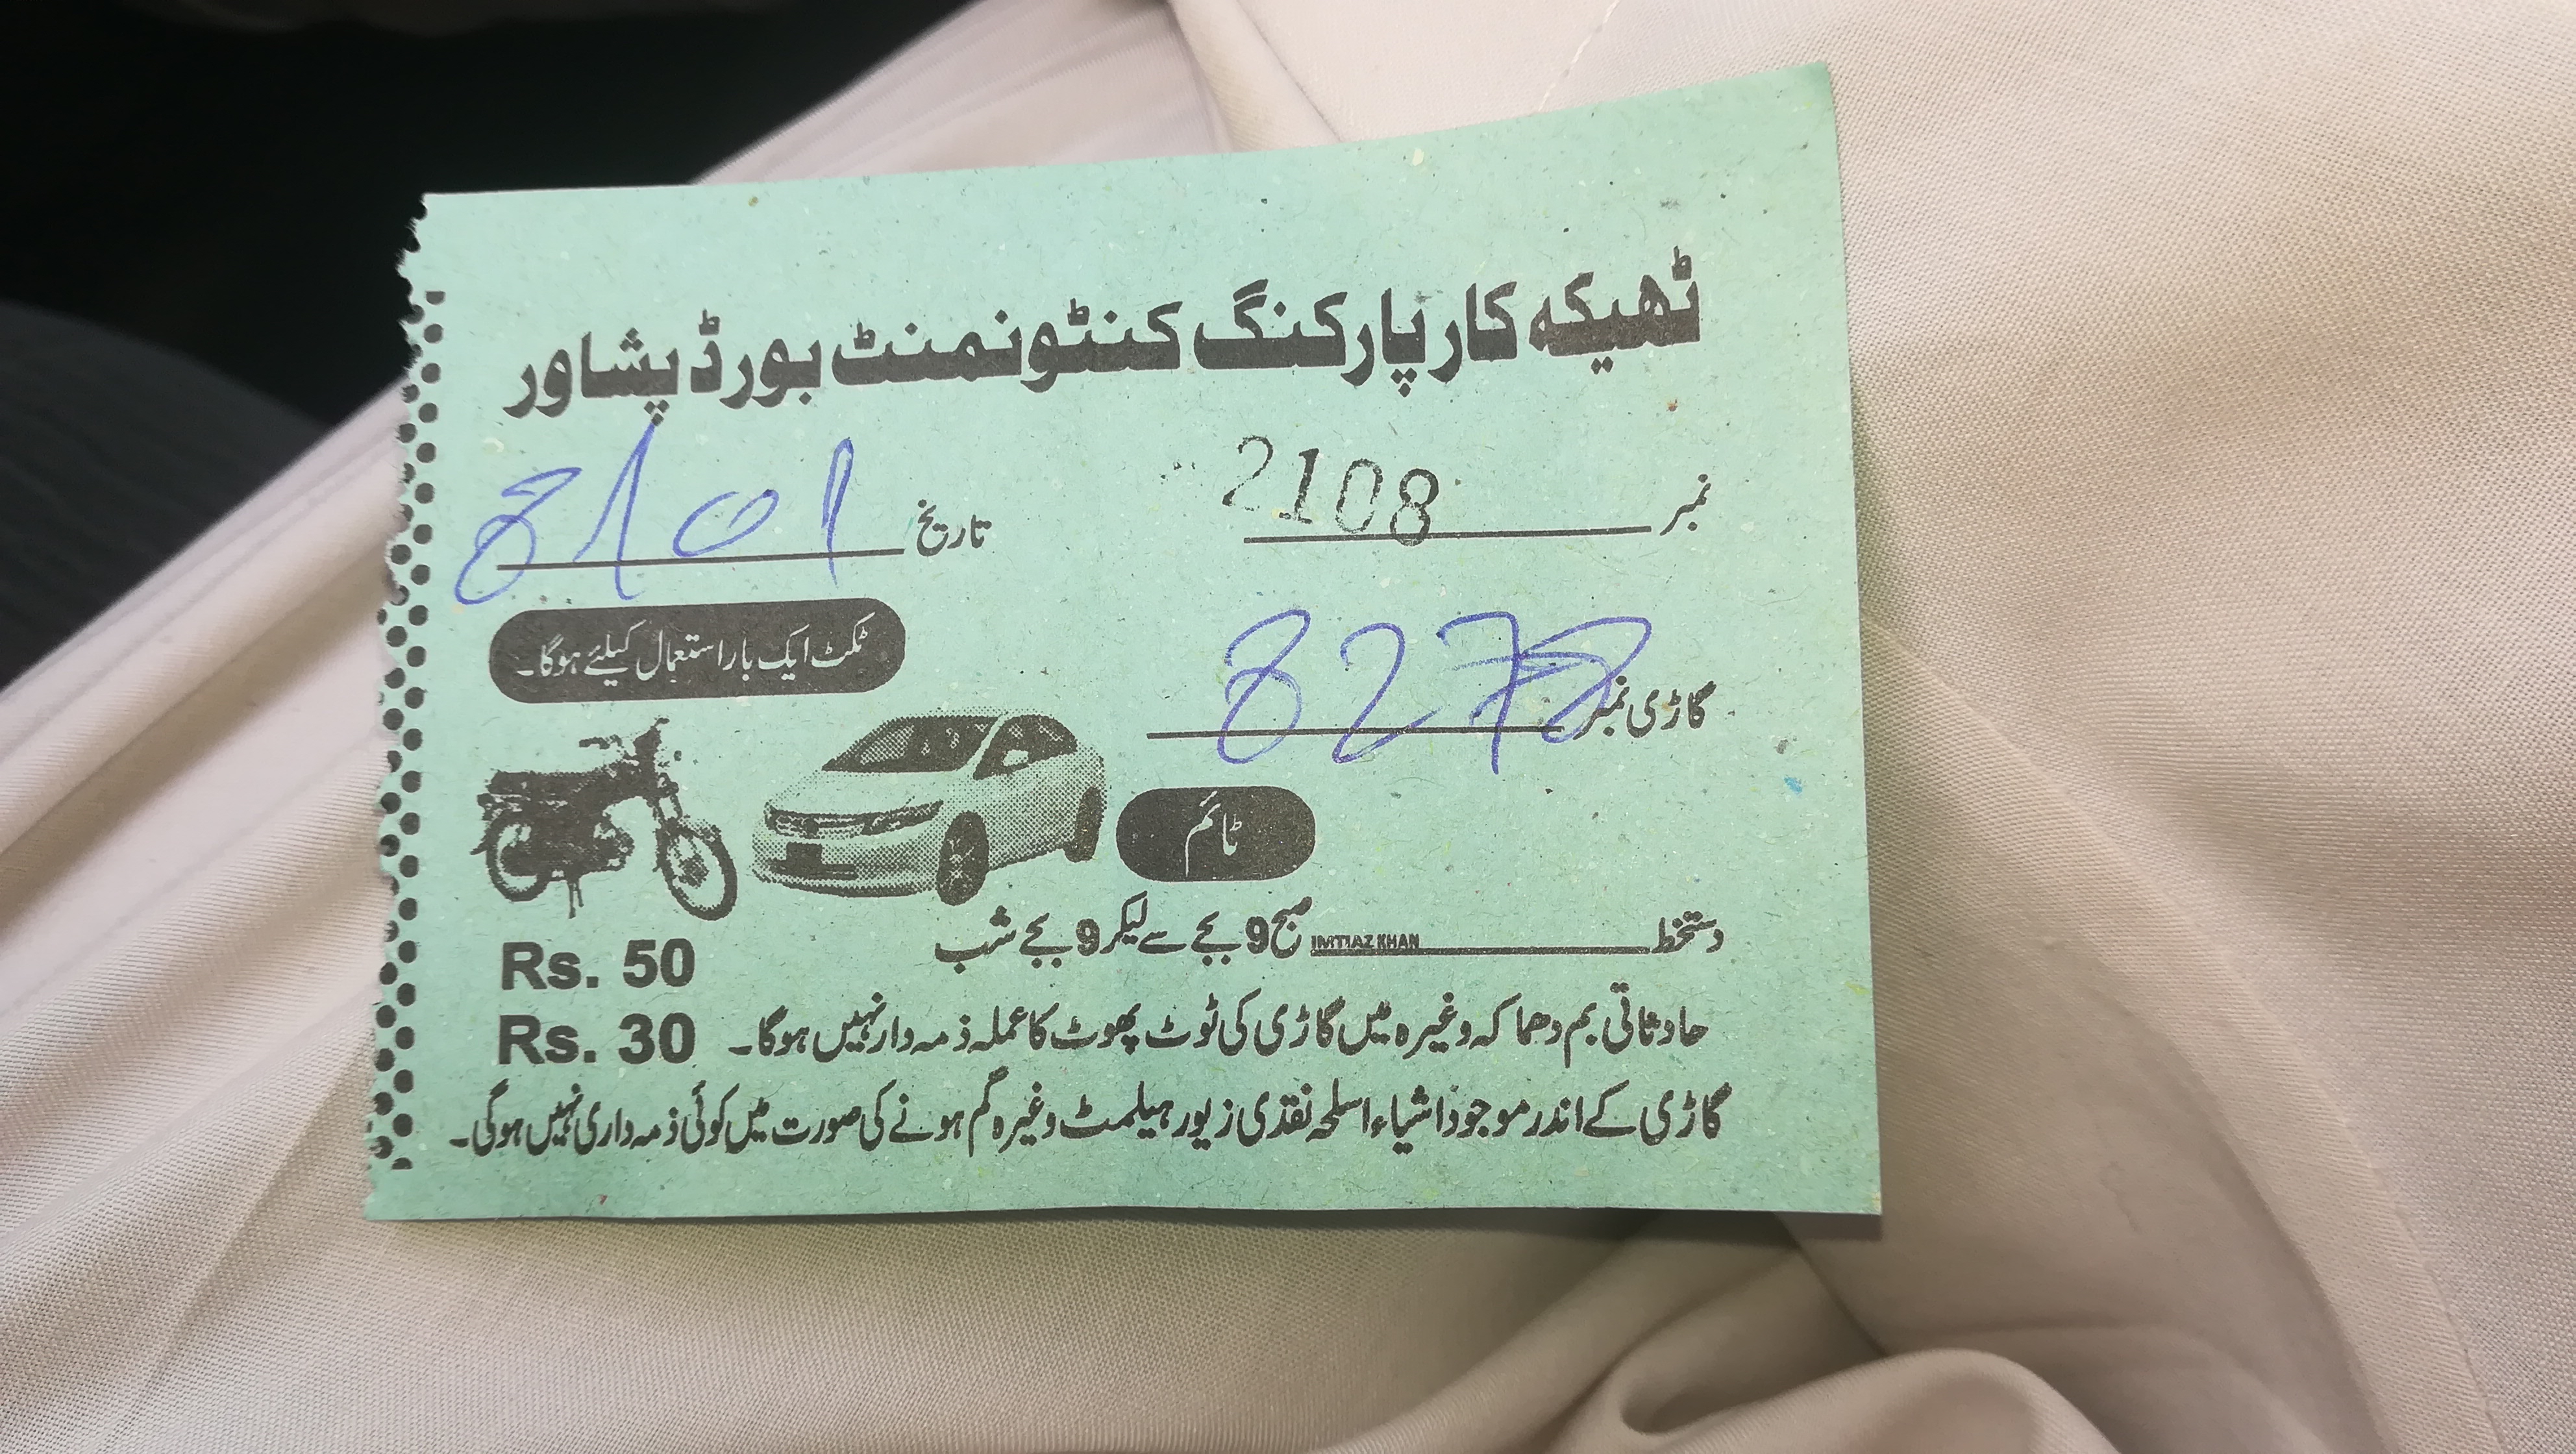 ٹھیکہ کار پارکنگ کنٹونمنٹ بورڈ پشاور
نمبر 2108
تاریخ 8/01
گاڑی نمبر 8278
ٹکٹ ایک بار استعمال کیلئے ہوگا۔
ٹائم
دستخط IMTIAZ KHAN
صبح 9 بجے سے لیکر 9 بجے شب
Rs. 50
Rs. 30
حادثاتی بم دھماکہ وغیرہ میں گاڑی کی ٹوٹ پھوٹ کا عملہ ذمہ دار نہیں ہوگا۔
گاڑی کے اندر موجود اشیاء اسلحہ نقدی زیور ہیلمٹ وغیرہ گم ہونے کی صورت میں کوئی ذمہ داری نہیں ہوگی۔